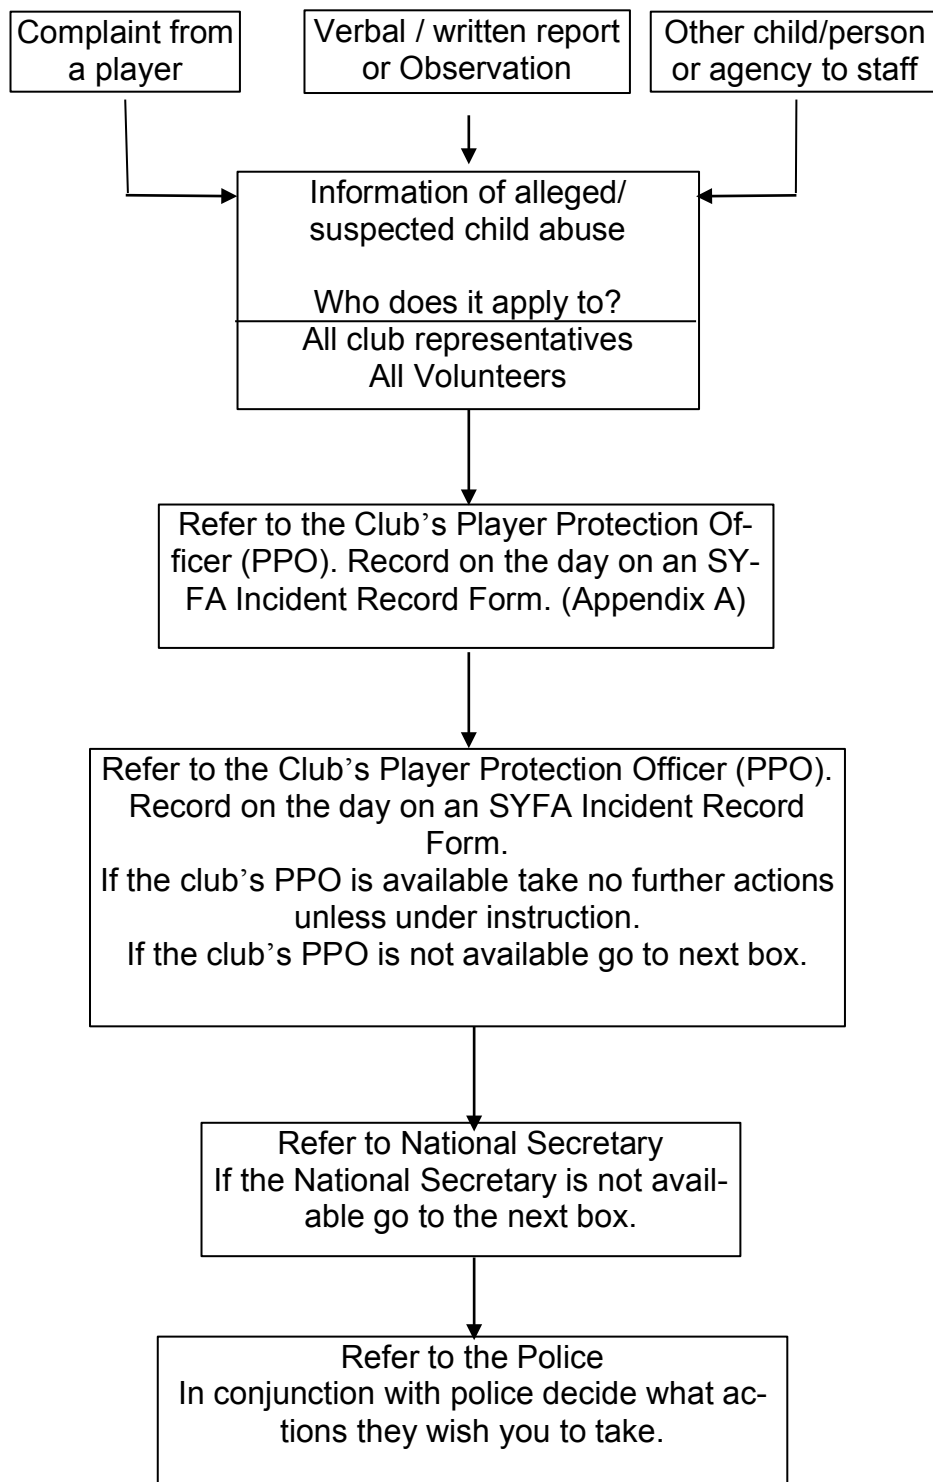 Complaint from
a player
Verbal / written report
or Observation
Other child/person
or agency to staff
Information of alleged/
suspected child abuse
Who does it apply to?
All club representatives
All Volunteers
Refer to the Club’s Player Protection Of-
ficer (PPO). Record on the day on an SY-
FA Incident Record Form. (Appendix A)
Refer to the Club’s Player Protection Officer (PPO).
Record on the day on an SYFA Incident Record
Form.
If the club’s PPO is available take no further actions
unless under instruction.
If the club’s PPO is not available go to next box.
Refer to National Secretary
If the National Secretary is not avail-
able go to the next box.
Refer to the Police
In conjunction with police decide what ac-
tions they wish you to take.